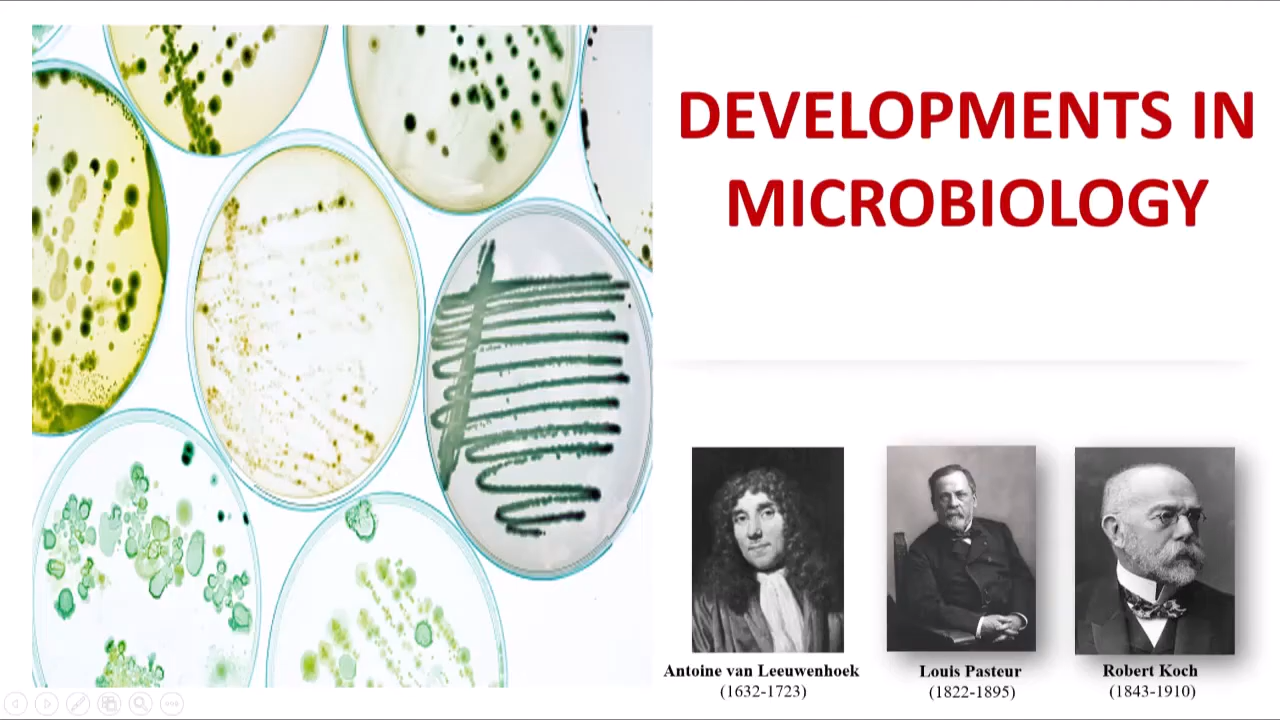 DEVELOPMENTS IN
MICROBIOLOGY
Antoine van Leeuwenhoek
(1632-1723)
Louis Pasteur
(1822-1895)
Robert Koch
(1843-1910)